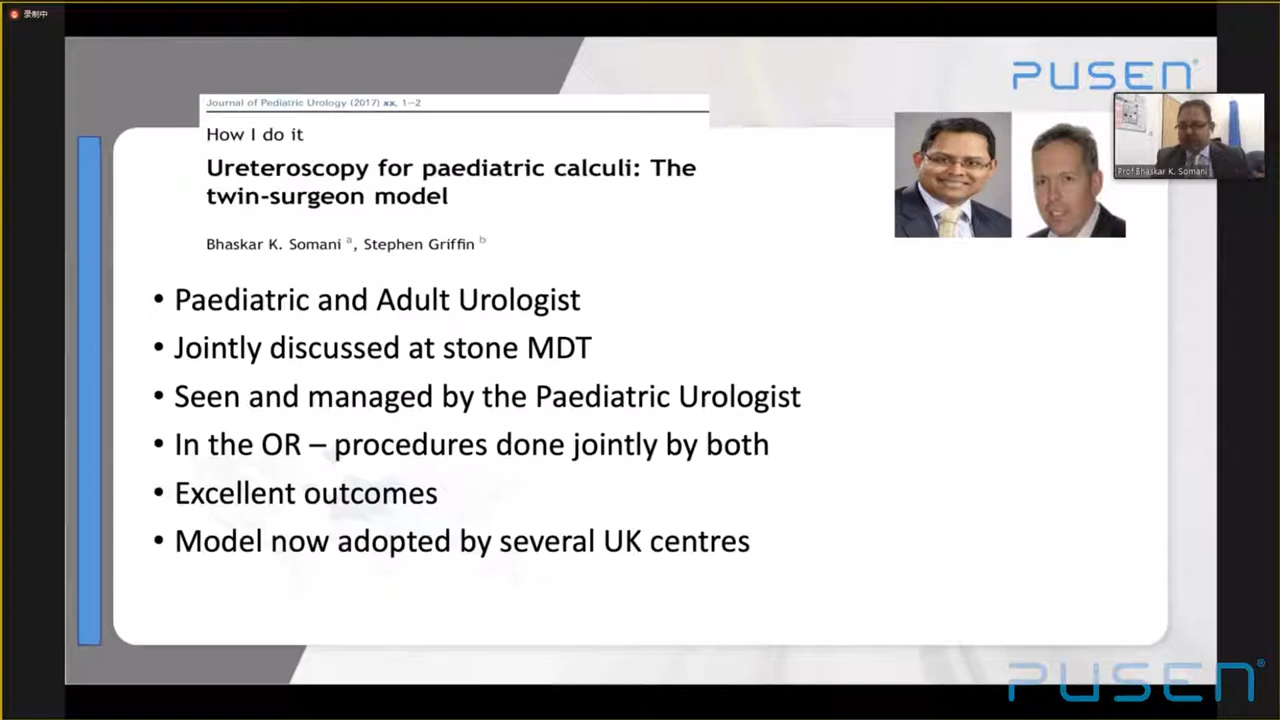 录制中
PUSEN®
Journal of Pediatric Urology (2017) xx, 1–2
How I do it
Ureteroscopy for paediatric calculi: The
twin-surgeon model
Bhaskar K. Somani a, Stephen Griffin b
Prof Bhaskar K. Somani
• Paediatric and Adult Urologist
• Jointly discussed at stone MDT
• Seen and managed by the Paediatric Urologist
• In the OR – procedures done jointly by both
• Excellent outcomes
• Model now adopted by several UK centres
PUSEN®